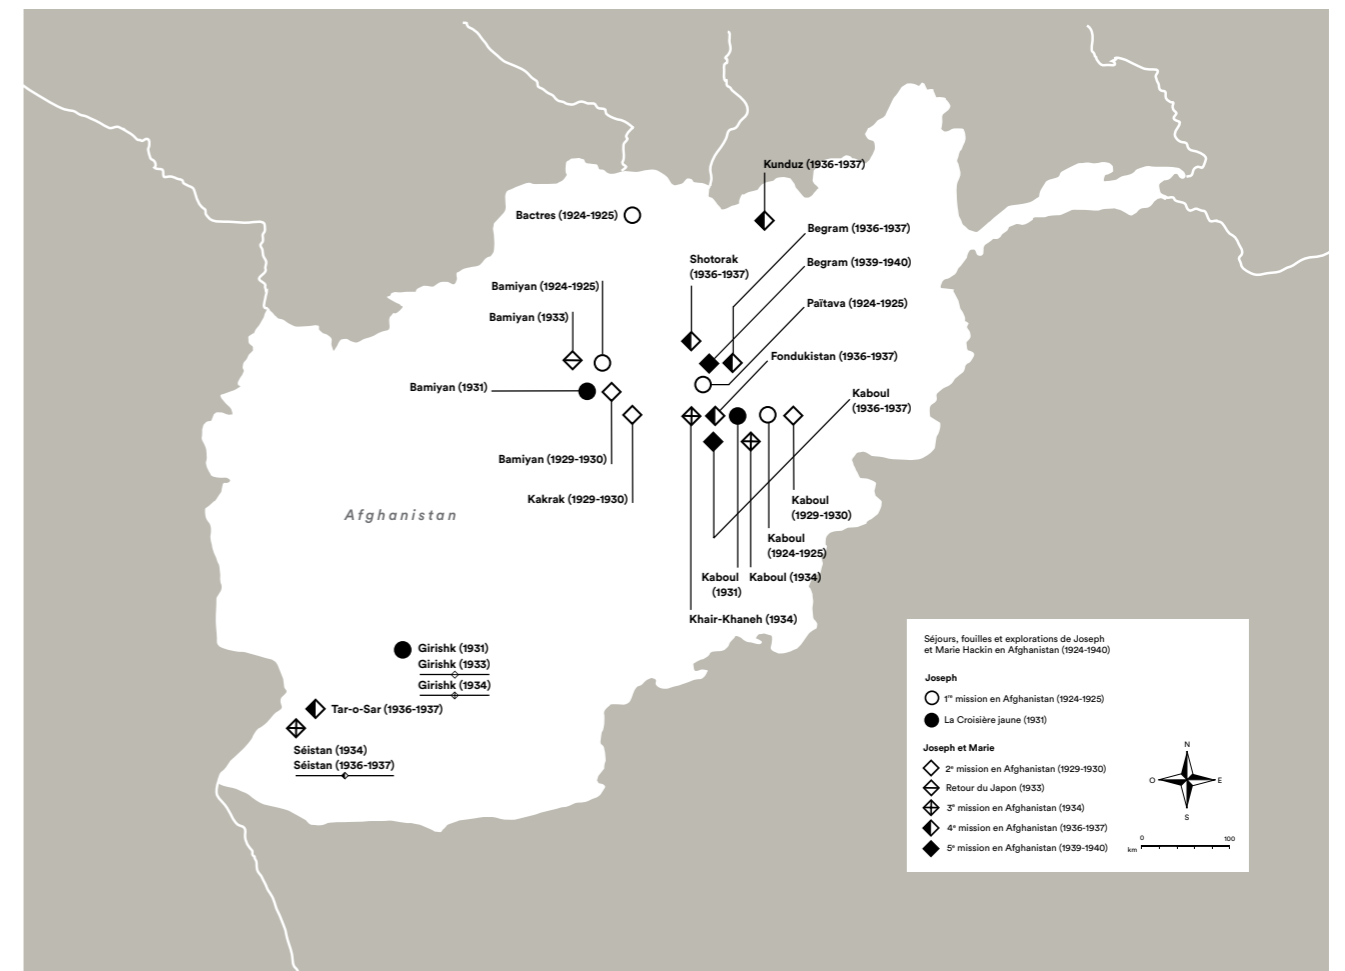 Kunduz (1936-1937)
Bactres (1924-1925)
Begram (1936-1937)
Shotorak
(1936-1937)
Begram (1939-1940)
Bamiyan (1924-1925)
Païtava (1924-1925)
Bamiyan (1933)
Fondukistan (1936-1937)
Bamiyan (1931)
Kaboul
(1936-1937)
Bamiyan (1929-1930)
Kakrak (1929-1930)
Kaboul
(1929-1930)
Afghanistan
Kaboul
(1924-1925)
Kaboul
(1931)
Kaboul (1934)
Khair-Khaneh (1934)
Girishk (1931)
Girishk (1933)
Girishk (1934)
Tar-o-Sar (1936-1937)
Séistan (1934)
Séistan (1936-1937)
Séjours, fouilles et explorations de Joseph
et Marie Hackin en Afghanistan (1924-1940)
Joseph
1re mission en Afghanistan (1924-1925)
La Croisière jaune (1931)
Joseph et Marie
2e mission en Afghanistan (1929-1930)
Retour du Japon (1933)
3e mission en Afghanistan (1934)
4e mission en Afghanistan (1936-1937)
5e mission en Afghanistan (1939-1940)
N
O
E
S
0
100
km